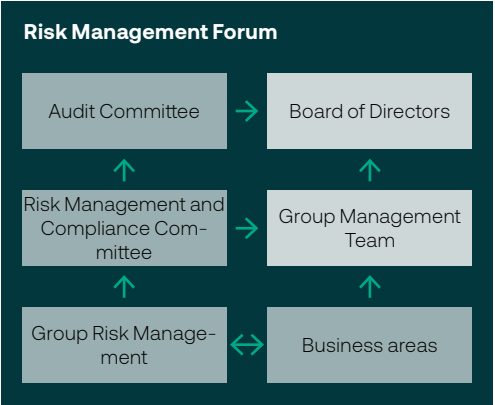 Risk Management Forum
Audit Committee
Board of Directors
Risk Management and
Compliance Com-
mittee
Group Management
Team
Group Risk Manage-
ment
Business areas